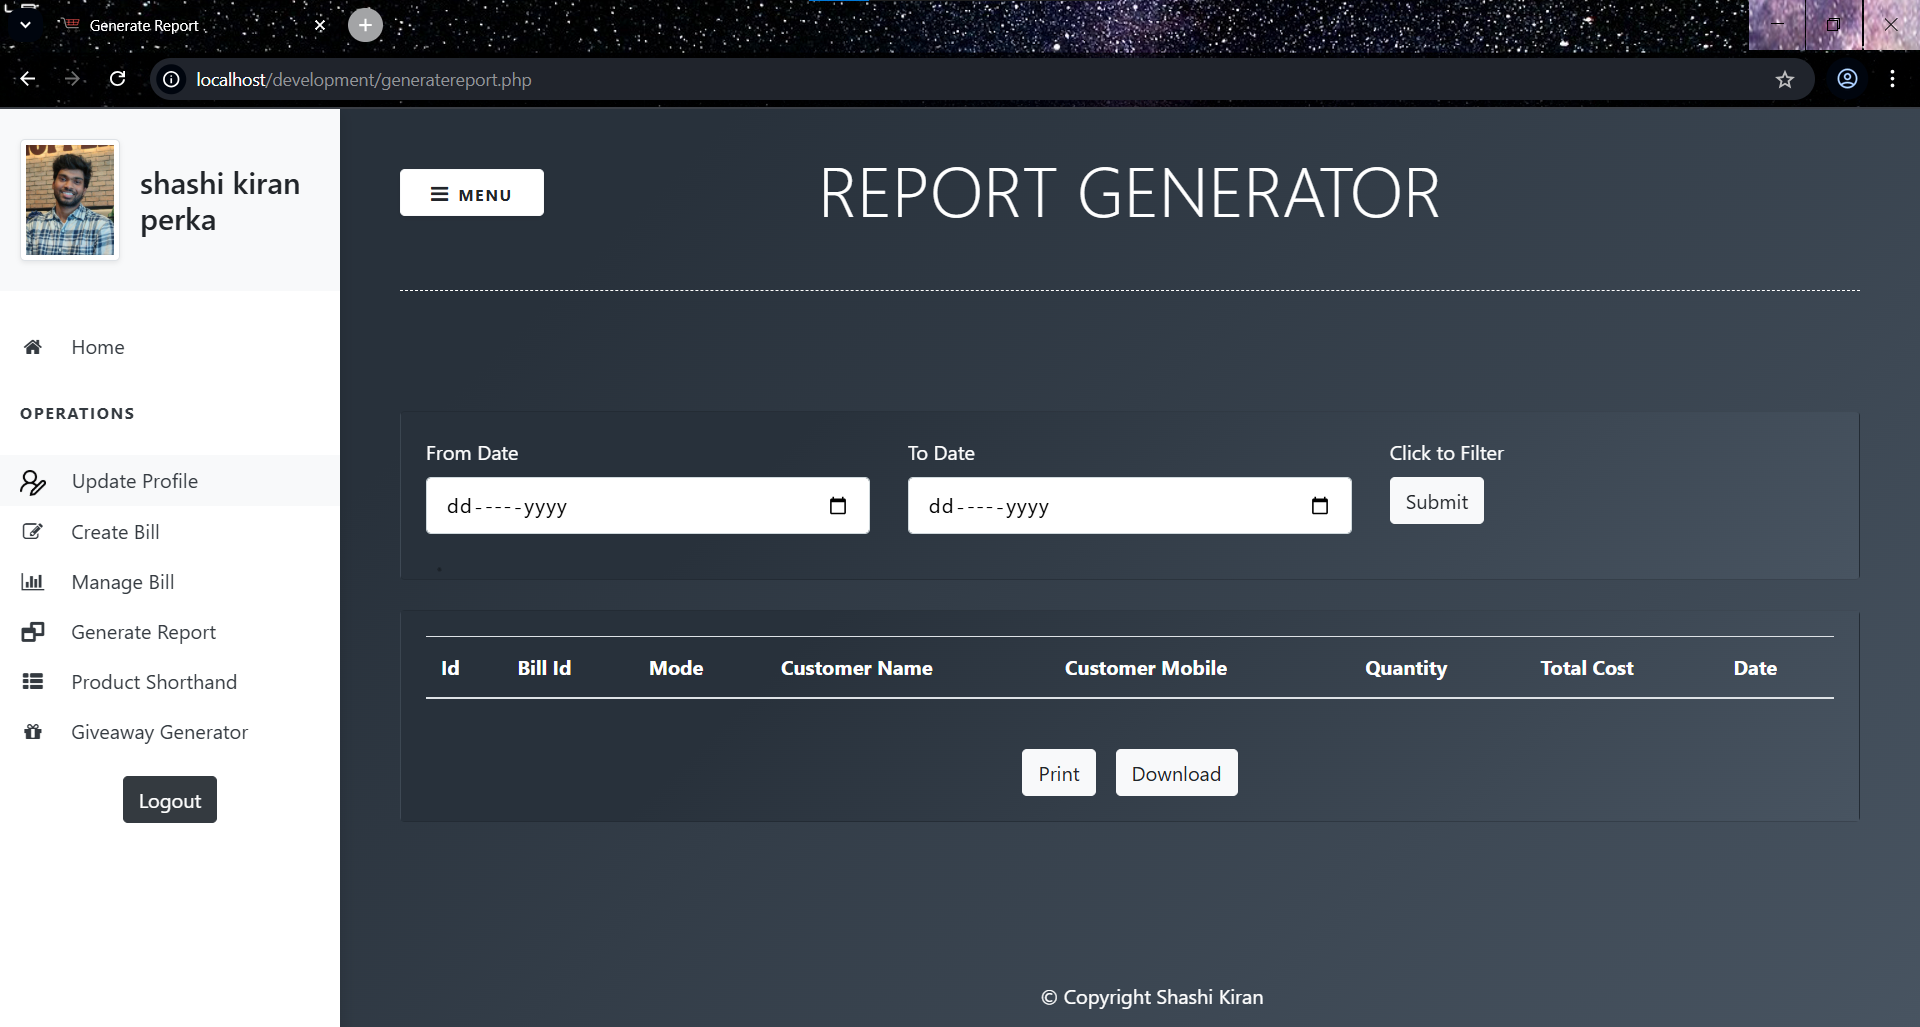 Generate Report
localhost/development/generatereport.php
shashi kiran
perka
MENU
REPORT GENERATOR
Home
OPERATIONS
Update Profile
Create Bill
Manage Bill
Generate Report
Product Shorthand
Giveaway Generator
Logout
From Date To Date Click to Filter
dd-----yyyy dd-----yyyy Submit
Id Bill Id Mode Customer Name Customer Mobile Quantity Total Cost Date
Print Download
© Copyright Shashi Kiran